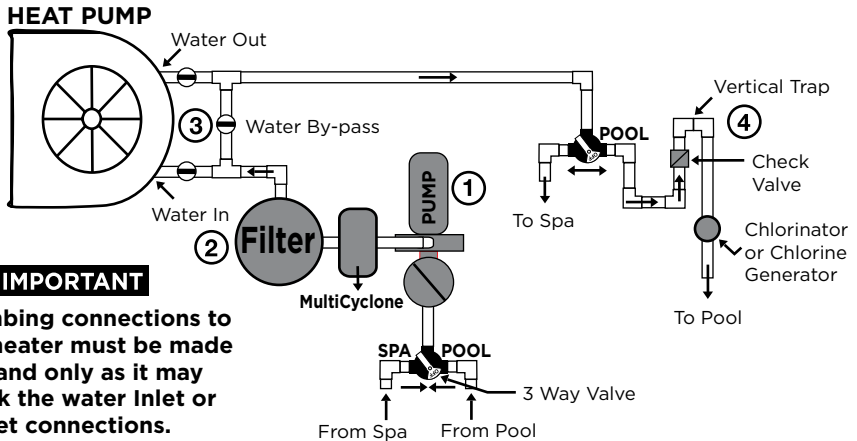 HEAT PUMP
Water Out
Vertical Trap
4
3
Water By-pass
POOL
Check
Valve
PUMP
1
Water In
To Spa
2
Filter
Chlorinator
or Chlorine
Generator
MultiCyclone
To Pool
IMPORTANT
nbing connections to
heater must be made
and only as it may
k the water Inlet or
et connections.
SPA
POOL
3 Way Valve
From Spa
From Pool